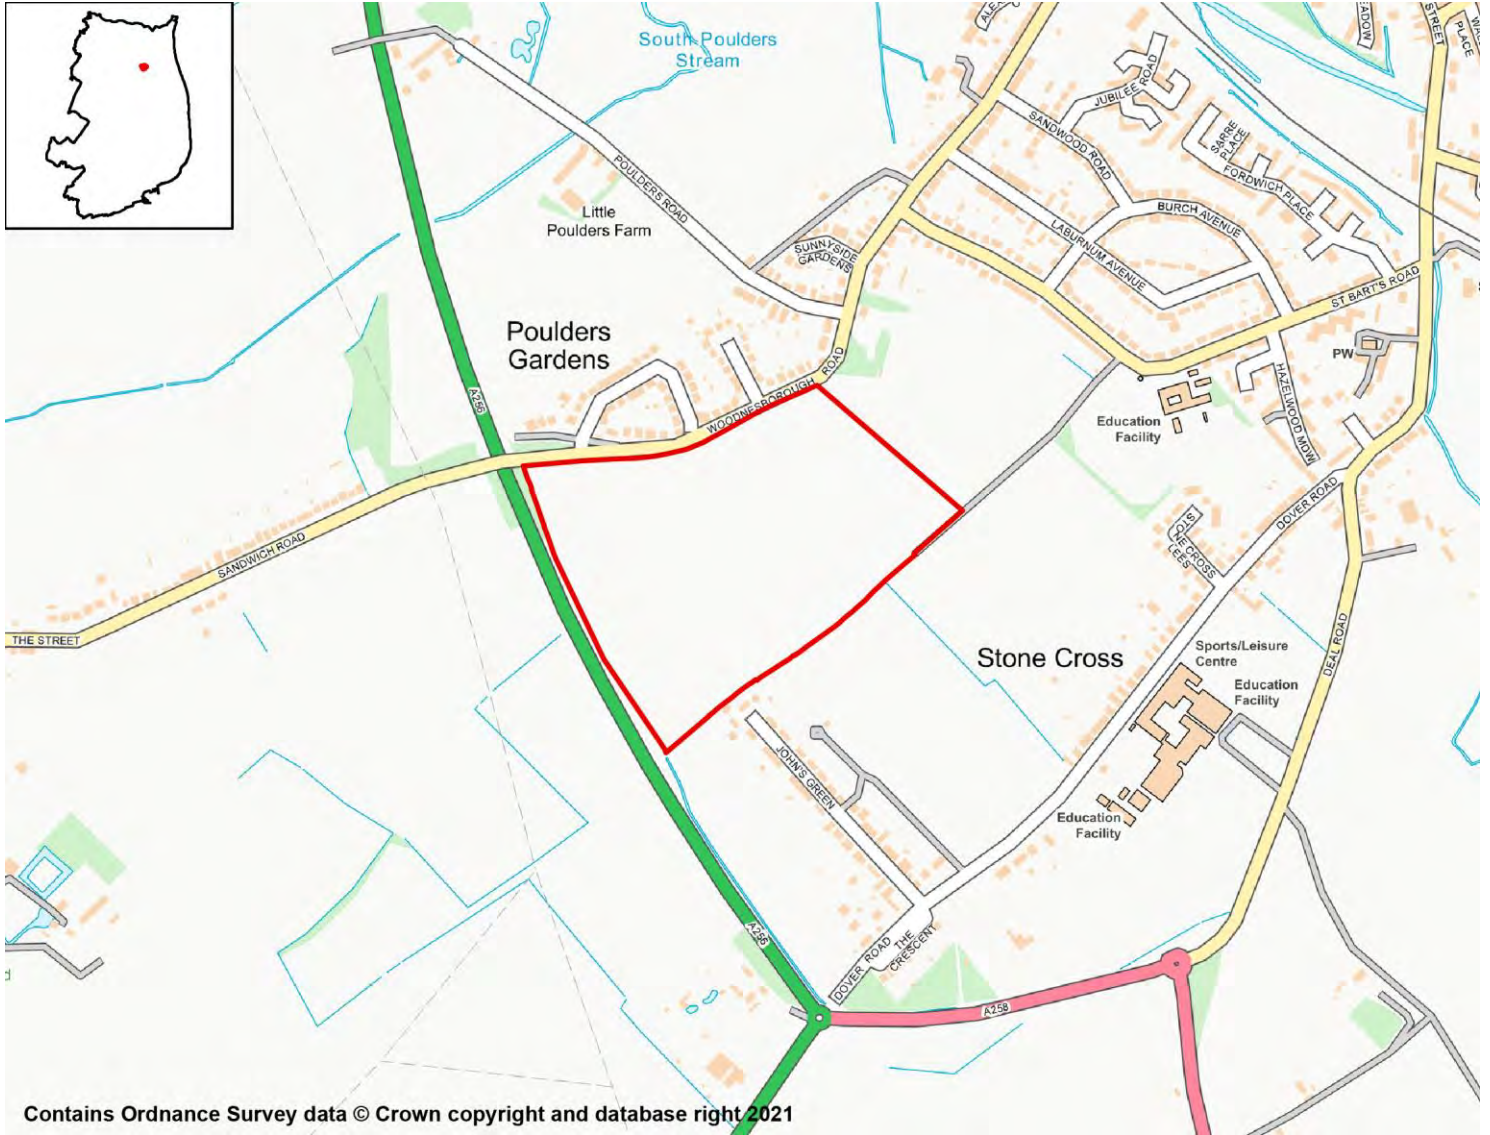 South Poulders
Stream
JUBILEE ROAD
SANDWOOD ROAD
SARRE
PLACE
FORDWICH PLACE
BURCH AVENUE
LABURNUM AVENUE
ST BART'S ROAD
STREET
PLACE
POULDERS ROAD
Little
Poulders Farm
SUNNYSIDE
GARDENS
Poulders
Gardens
WOODNESBOROUGH ROAD
PW
HAZELWOOD MDW
Education
Facility
A256
SANDWICH ROAD
THE STREET
DOVER ROAD
STONE CROSS
LEES
DEAL ROAD
Stone Cross
Sports/Leisure
Centre
Education
Facility
JOHN'S GREEN
Education
Facility
A256
DOVER ROAD
THE
CRESCENT
A258
Contains Ordnance Survey data © Crown copyright and database right 2021